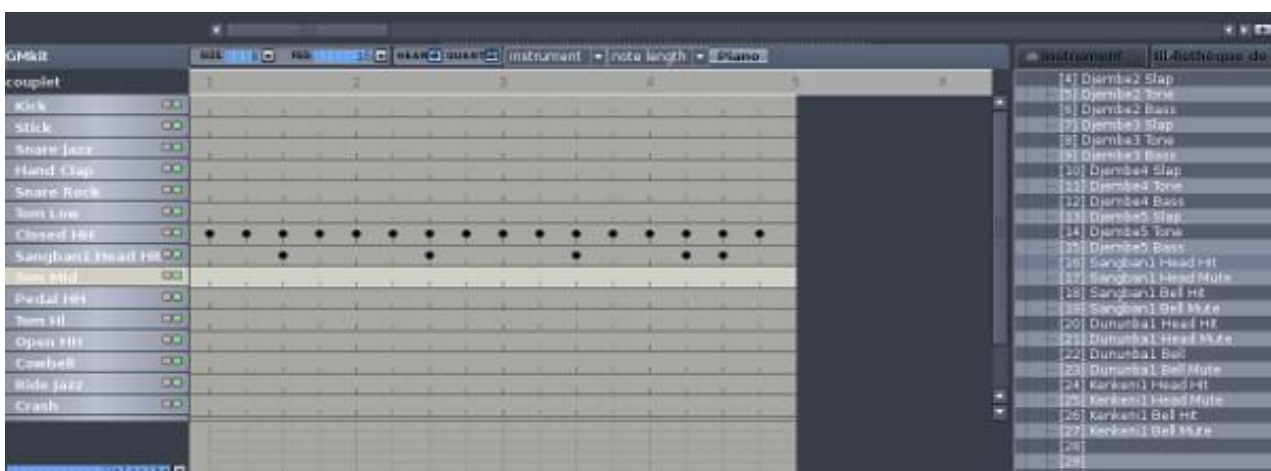 GMkit
instrument note length Piano
instrument
couplet
1 2 3 4 5 6
Kick
Stick
Snare Jazz
Hand Clap
Snare Rock
Tom Low
Closed HH
Sangban1 Head Hit
Tom Mid
Pedal HH
Tom Hi
Open HH
Cowbell
Ride Jazz
Crash
[4] Djembe2 Slap
[5] Djembe2 Tone
[6] Djembe2 Bass
[7] Djembe3 Slap
[8] Djembe3 Tone
[9] Djembe3 Bass
[10] Djembe4 Slap
[11] Djembe4 Tone
[12] Djembe4 Bass
[13] Djembe5 Slap
[14] Djembe5 Tone
[15] Djembe5 Bass
[16] Sangban1 Head Hit
[17] Sangban1 Head Mute
[18] Sangban1 Bell Hit
[19] Sangban1 Bell Mute
[20] Dununba1 Head Hit
[21] Dununba1 Head Mute
[22] Dununba1 Bell
[23] Dununba1 Bell Mute
[24] Kenkeni1 Head Hit
[25] Kenkeni1 Head Mute
[26] Kenkeni1 Bell Hit
[27] Kenkeni1 Bell Mute
[28]
[29]